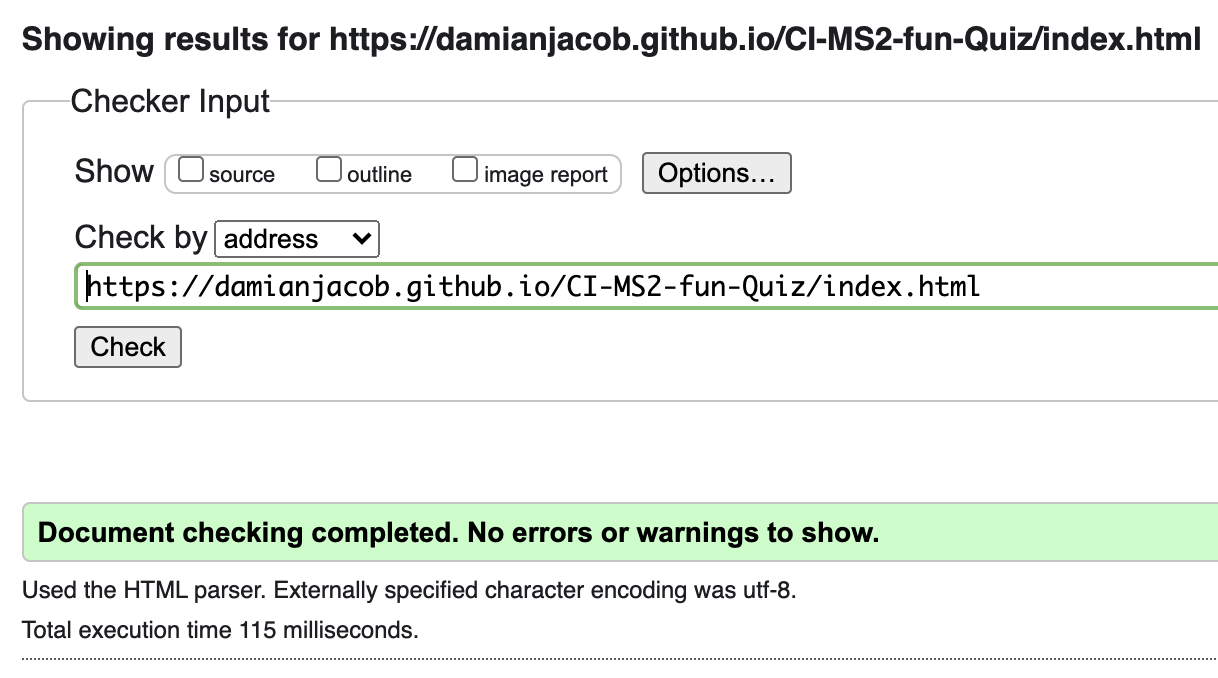 Showing results for https://damianjacob.github.io/CI-MS2-fun-Quiz/index.html
Checker Input
Show source outline image report Options...
Check by address
https://damianjacob.github.io/CI-MS2-fun-Quiz/index.html
Check
Document checking completed. No errors or warnings to show.
Used the HTML parser. Externally specified character encoding was utf-8.
Total execution time 115 milliseconds.